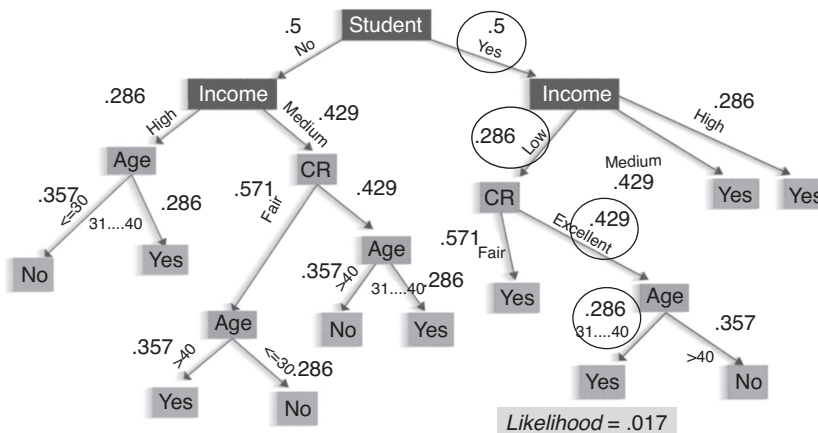 .5 Student .5
No Yes
.286 Income .429 Income .286
High Medium .286 Low High
Age CR Medium
.429
.357 <=30 .286 .571 Fair .429 CR Yes Yes
31....40 .429
Excellent
No Yes Age .571 Fair
.357 >40 31....40 .286 Yes .286 Age
Age No Yes 31....40 .357
.357 >40 <=30 .286 >40
Yes No Yes No
Likelihood = .017